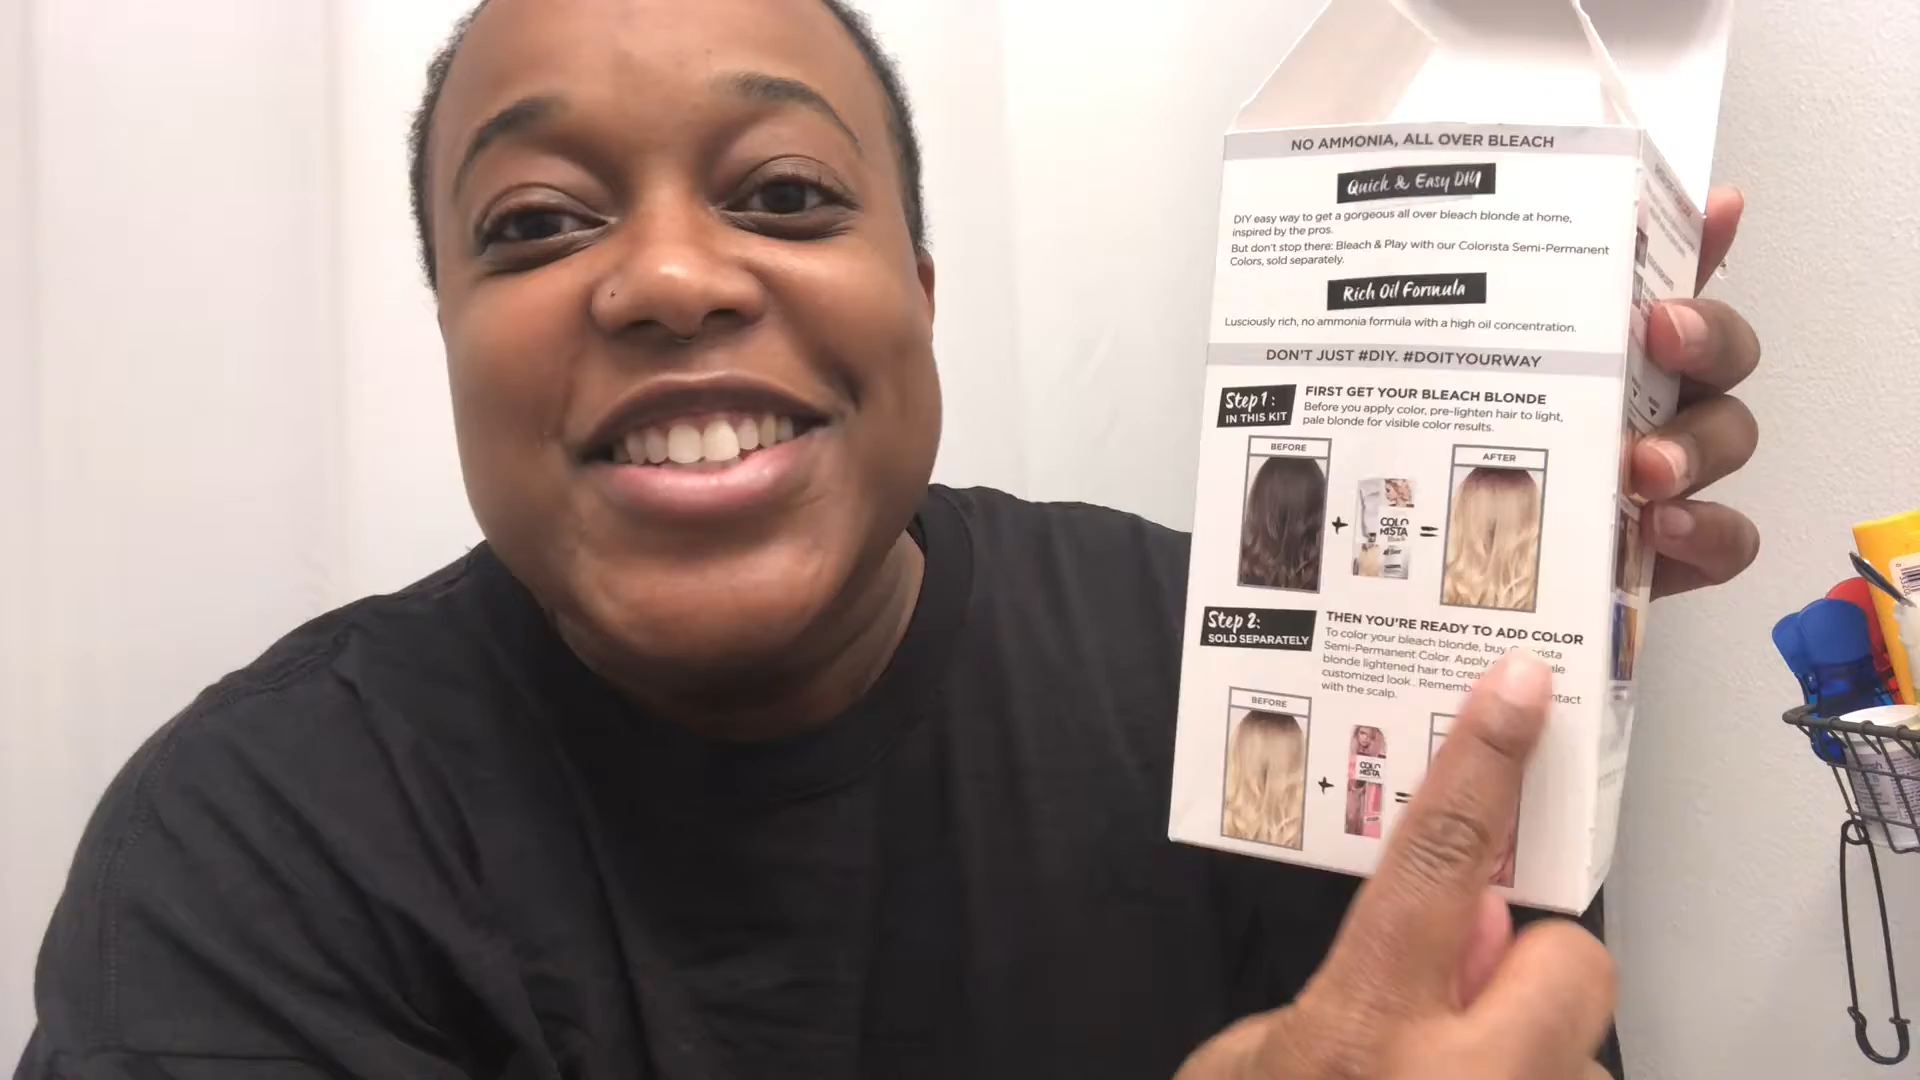 NO AMMONIA, ALL OVER BLEACH
Quick & Easy DIY
DIY easy way to get a gorgeous all over bleach blonde at home,
inspired by the pros.
But don't stop there: Bleach & Play with our Colorista Semi-Permanent
Colors, sold separately.
Rich Oil Formula
Lusciously rich, no ammonia formula with a high oil concentration.
DON'T JUST #DIY. #DOITYOURWAY
Step 1:
IN THIS KIT
FIRST GET YOUR BLEACH BLONDE
Before you apply color, pre-lighten hair to light,
pale blonde for visible color results.
BEFORE
+
COLO
RISTA
Bleach
=
AFTER
Step 2:
SOLD SEPARATELY
THEN YOU'RE READY TO ADD COLOR
To color your bleach blonde, buy
Semi-Permanent Color. Apply
blonde lightened hair to
customized look.
with the scalp.
BEFORE
+
COLO
RISTA
=